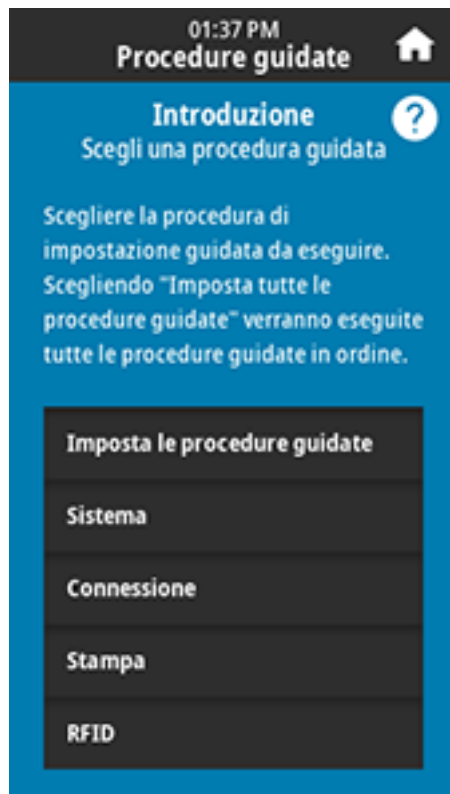 01:37 PM
Procedure guidate
Introduzione
?
Scegli una procedura guidata
Scegliere la procedura di
impostazione guidata da eseguire.
Scegliendo "Imposta tutte le
procedure guidate" verranno eseguite
tutte le procedure guidate in ordine.
Imposta le procedure guidate
Sistema
Connessione
Stampa
RFID